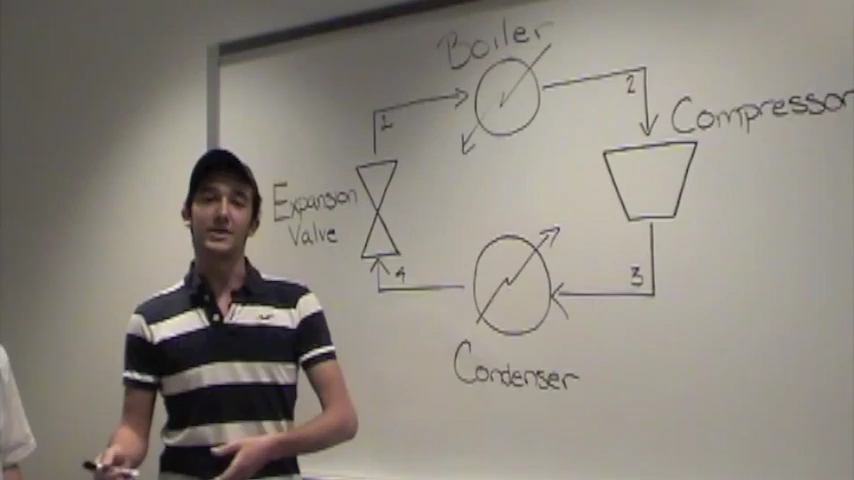 Boiler
1
2
Compressor
Expansion
Valve
4
3
Condenser